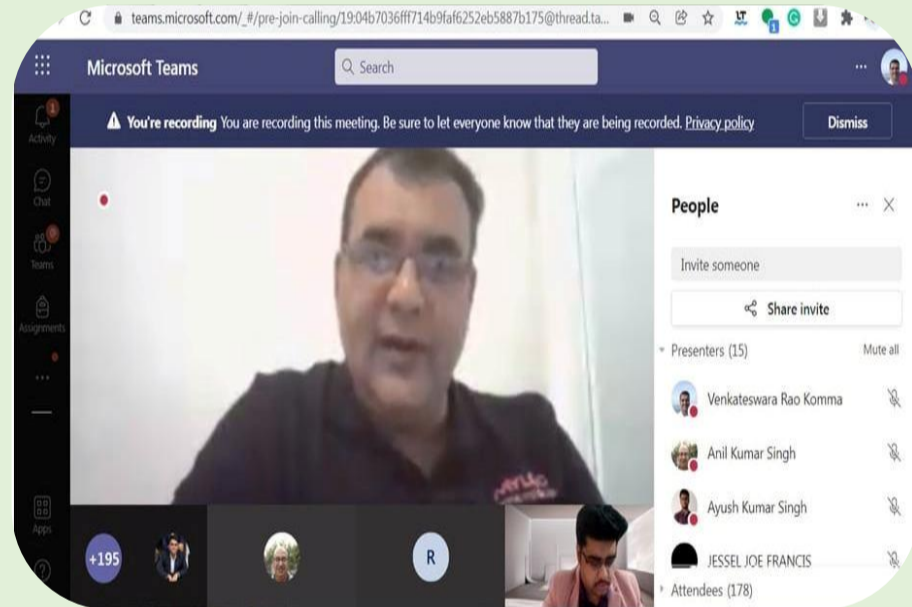 teams.microsoft.com/_#/pre-join-calling/19:04b7036fff714b9faf6252eb5887b175@thread.ta...
Microsoft Teams
Search
You're recording You are recording this meeting. Be sure to let everyone know that they are being recorded. Privacy policy
Dismiss
Activity
Chat
Teams
Assignments
Apps
People
Invite someone
Share invite
Presenters (15)
Mute all
Venkateswara Rao Komma
Anil Kumar Singh
Ayush Kumar Singh
JESSEL JOE FRANCIS
Attendees (178)
+195
R